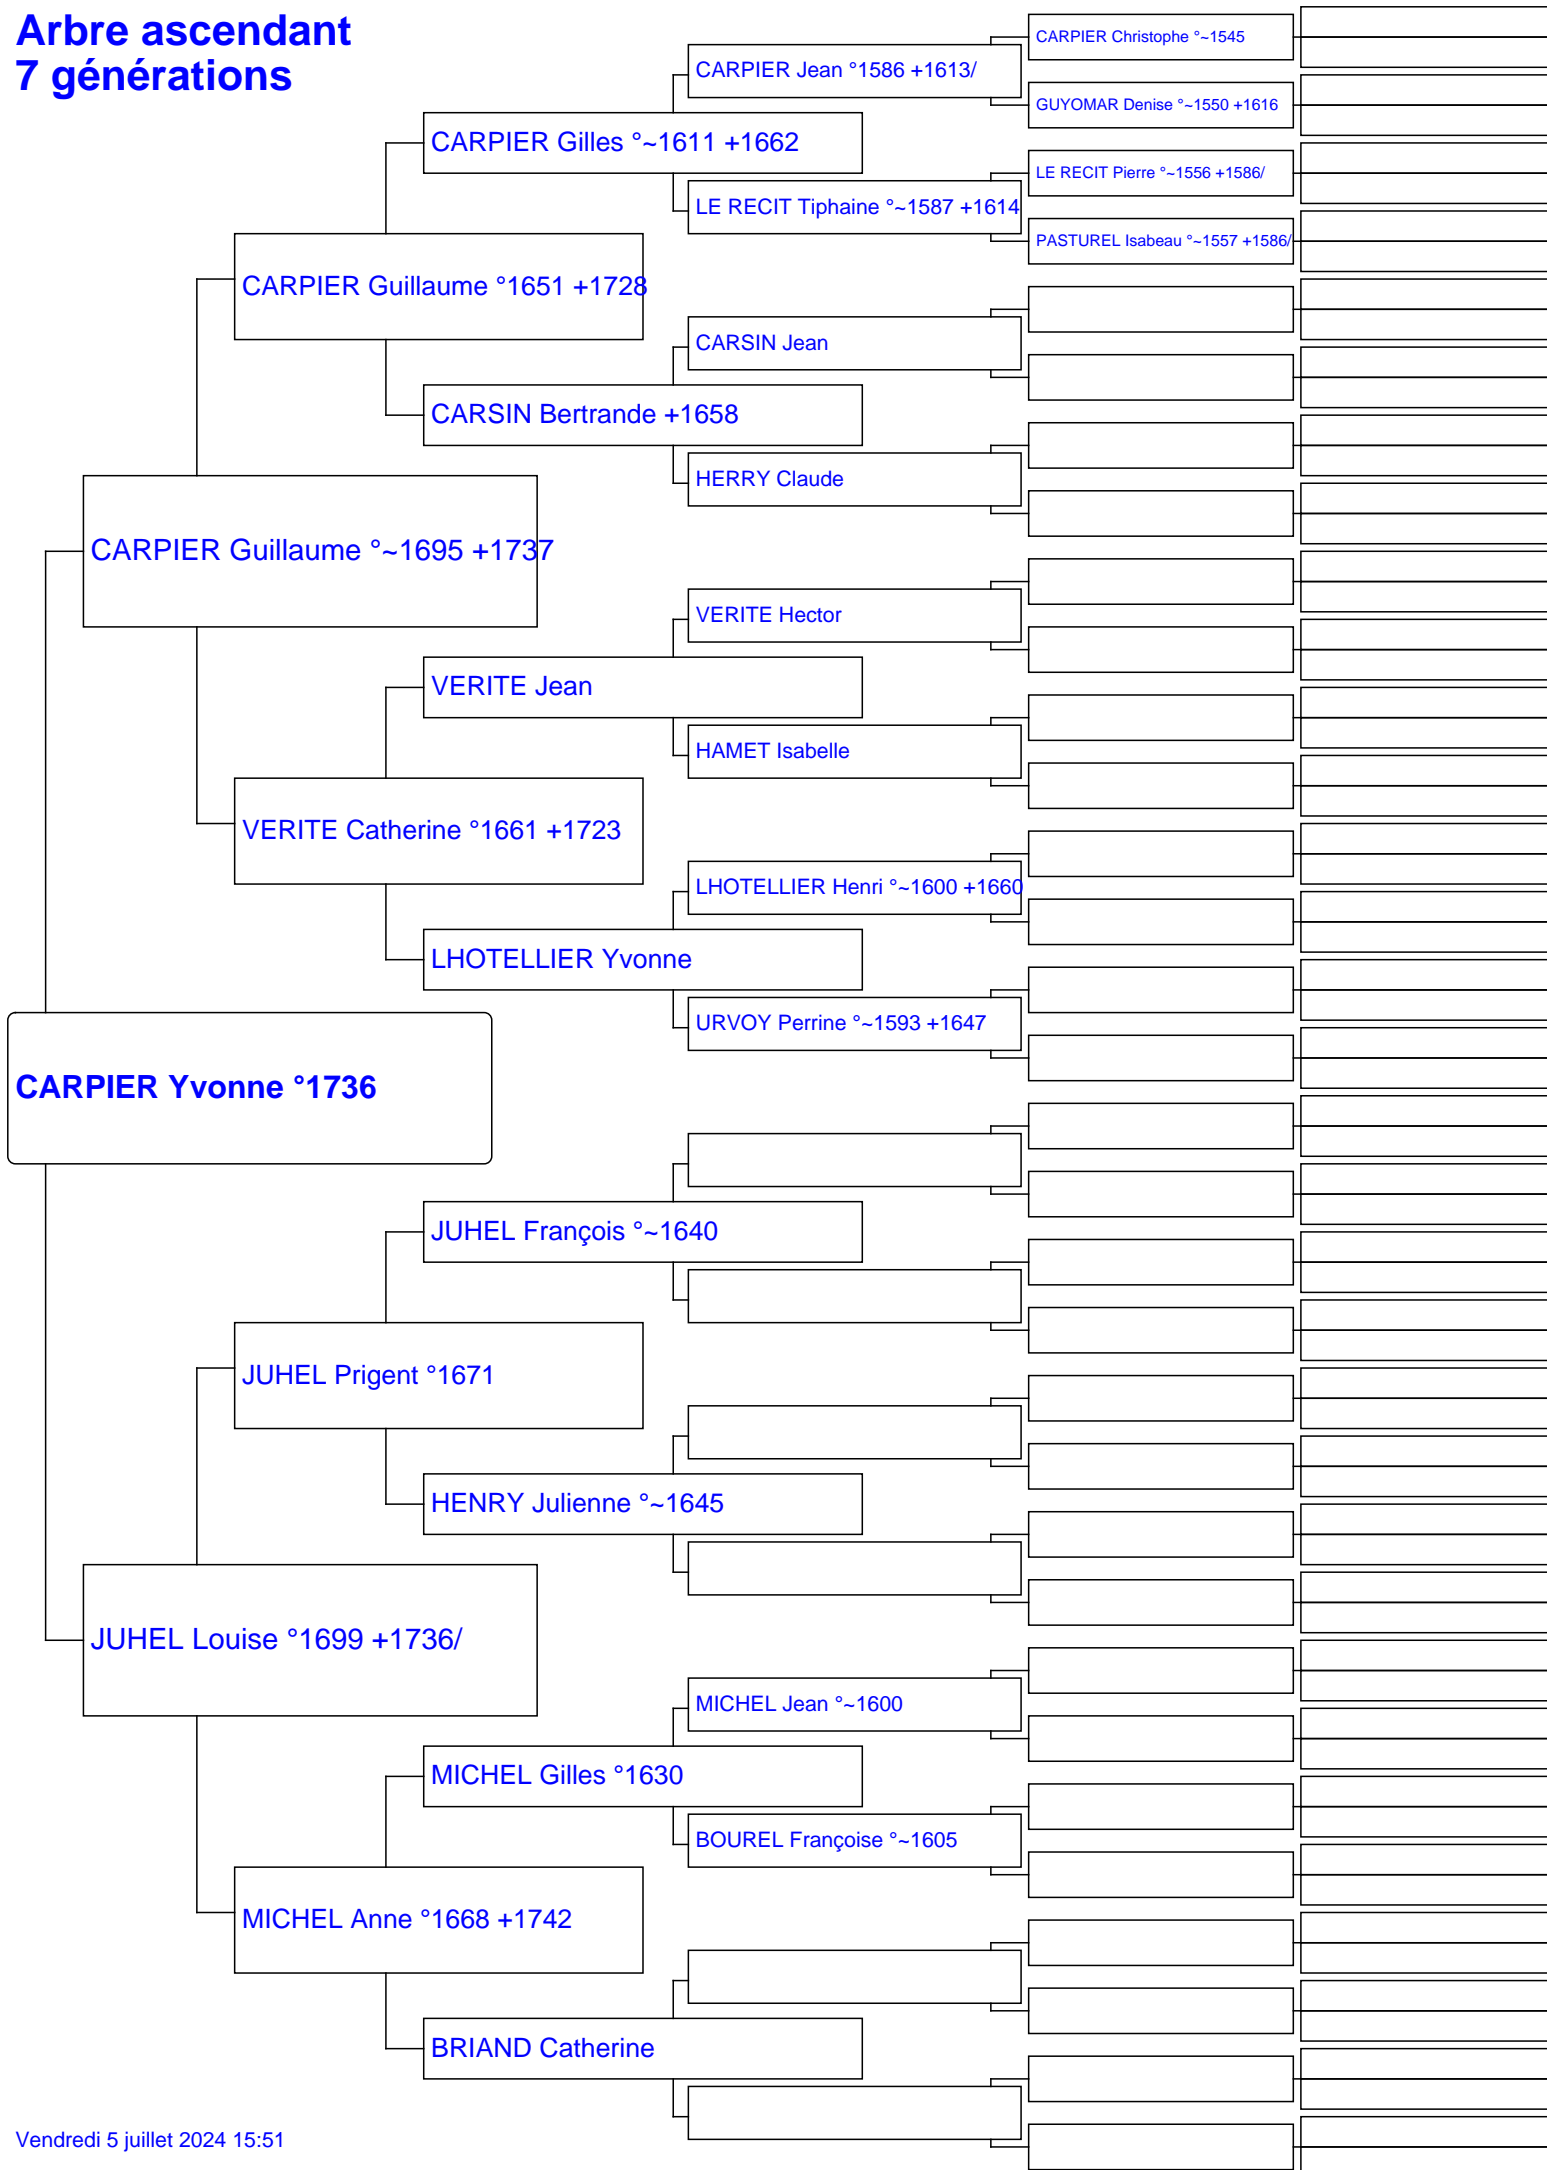 Arbre ascendant
7 générations
CARPIER Christophe °~1545
CARPIER Jean °1586 +1613/
GUYOMAR Denise °~1550 +1616
CARPIER Gilles °~1611 +1662
LE RECIT Pierre °~1556 +1586/
LE RECIT Tiphaine °~1587 +1614
PASTUREL Isabeau °~1557 +1586/
CARPIER Guillaume °1651 +1728
CARSIN Jean
CARSIN Bertrande +1658
HERRY Claude
CARPIER Guillaume °~1695 +1737
VERITE Hector
VERITE Jean
HAMET Isabelle
VERITE Catherine °1661 +1723
LHOTELLIER Henri °~1600 +1660
LHOTELLIER Yvonne
URVOY Perrine °~1593 +1647
CARPIER Yvonne °1736
JUHEL François °~1640
JUHEL Prigent °1671
HENRY Julienne °~1645
JUHEL Louise °1699 +1736/
MICHEL Jean °~1600
MICHEL Gilles °1630
BOUREL Françoise °~1605
MICHEL Anne °1668 +1742
BRIAND Catherine
Vendredi 5 juillet 2024 15:51